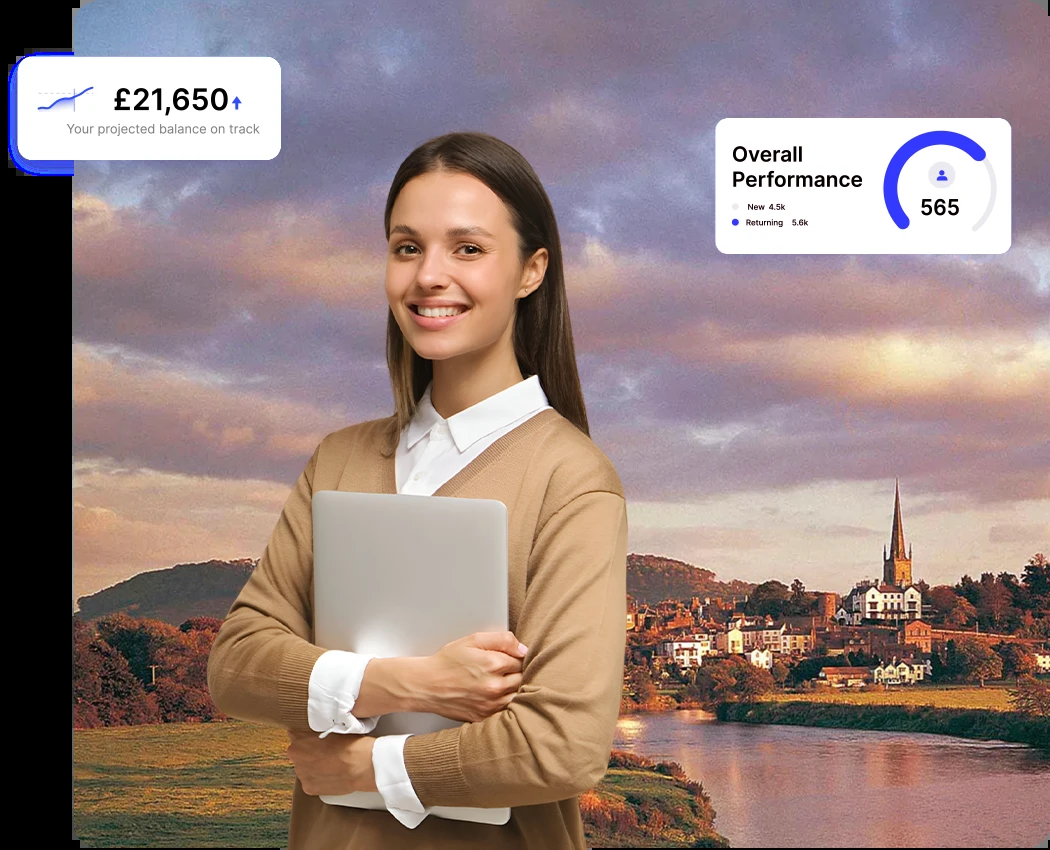 £21,650
Your projected balance on track
Overall
Performance
New 4.5k
Returning 5.6k
565